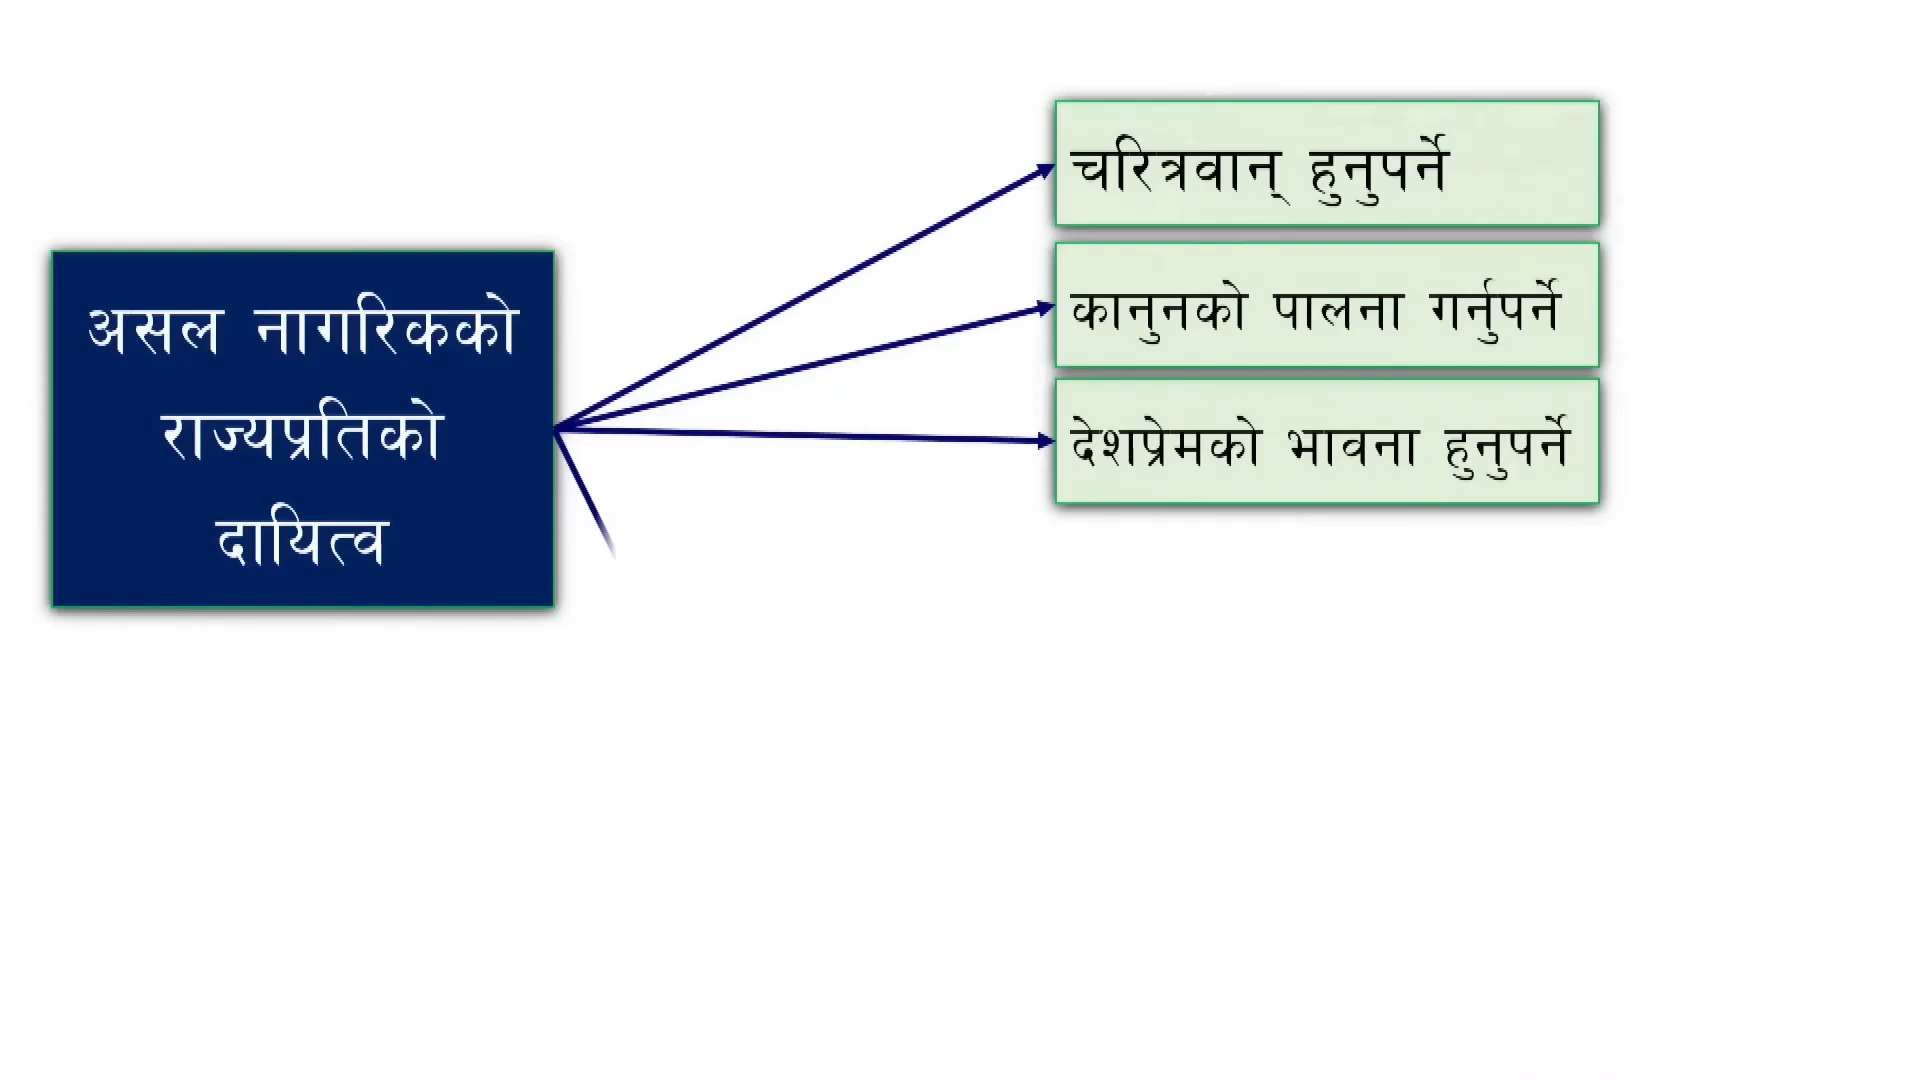 असल नागरिकको
राज्यप्रतिको
दायित्व
चरित्रवान् हुनुपर्ने
कानुनको पालना गर्नुपर्ने
देशप्रेमको भावना हुनुपर्ने